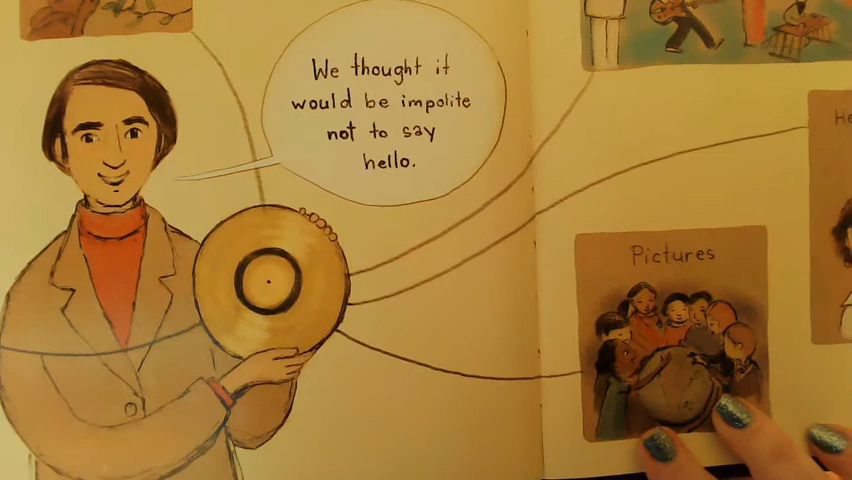 We thought it
would be impolite
not to say
hello.
Pictures